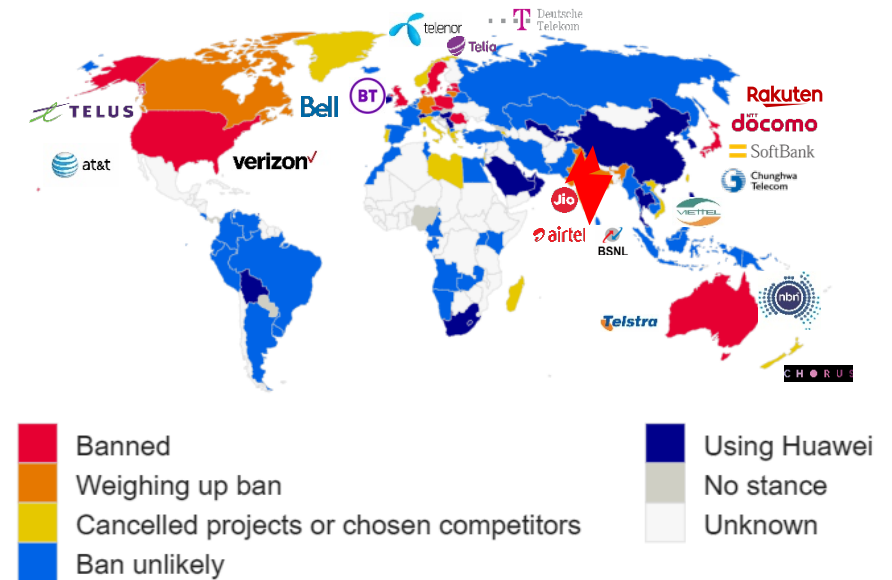 telenor
Deutsche
Telekom
Telia
TELUS
Bell
BT
at&t
verizon
Rakuten
NTT
docomo
SoftBank
Chunghwa
Telecom
Jio
VIETTEL
airtel
BSNL
Telstra
nbn
CHORUS
Banned
Weighing up ban
Cancelled projects or chosen competitors
Ban unlikely
Using Huawei
No stance
Unknown